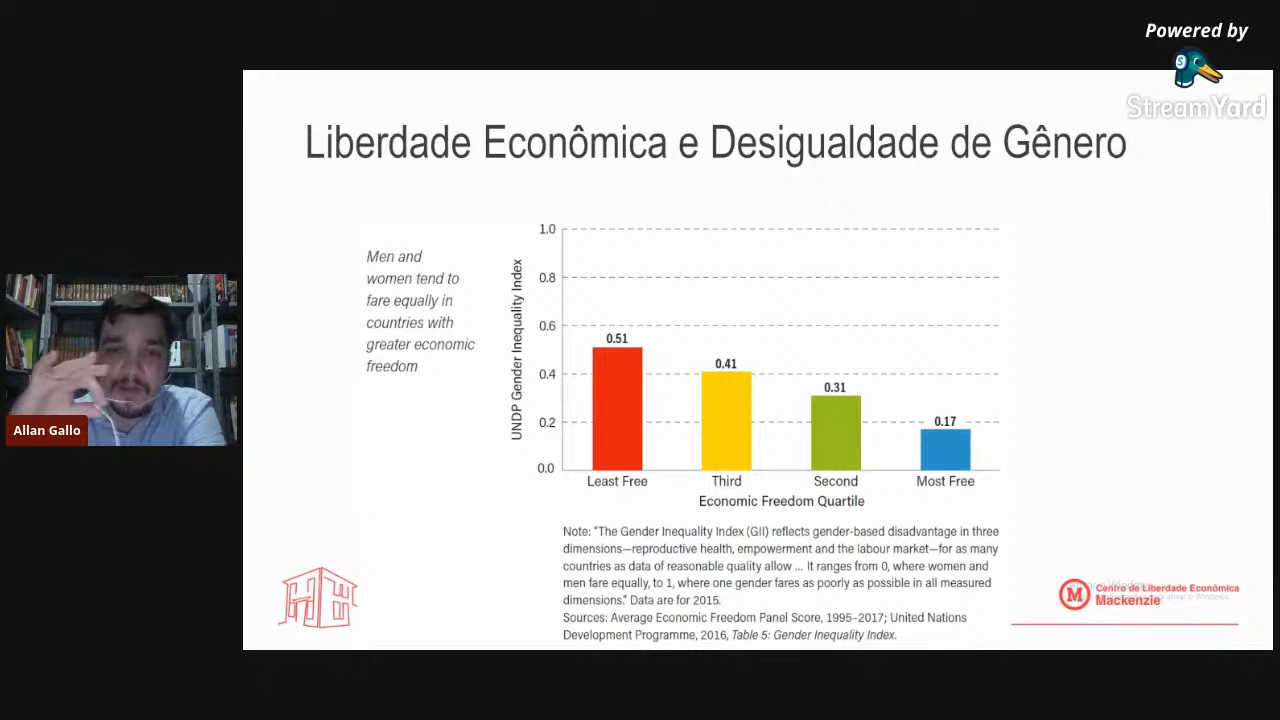 Powered by
StreamYard
Liberdade Econômica e Desigualdade de Gênero
Men and
women tend to
fare equally in
countries with
greater economic
freedom
UNDP Gender Inequality Index
1.0
0.8
0.6
0.4
0.2
0.0
0.51
0.41
0.31
0.17
Least Free
Third
Second
Most Free
Economic Freedom Quartile
Note: "The Gender Inequality Index (GII) reflects gender-based disadvantage in three
dimensions—reproductive health, empowerment and the labour market—for as many
countries as data of reasonable quality allow ... It ranges from 0, where women and
men fare equally, to 1, where one gender fares as poorly as possible in all measured
dimensions." Data are for 2015.
Sources: Average Economic Freedom Panel Score, 1995–2017; United Nations
Development Programme, 2016, Table 5: Gender Inequality Index.
Allan Gallo
M
Centro de Liberdade Econômica
Mackenzie